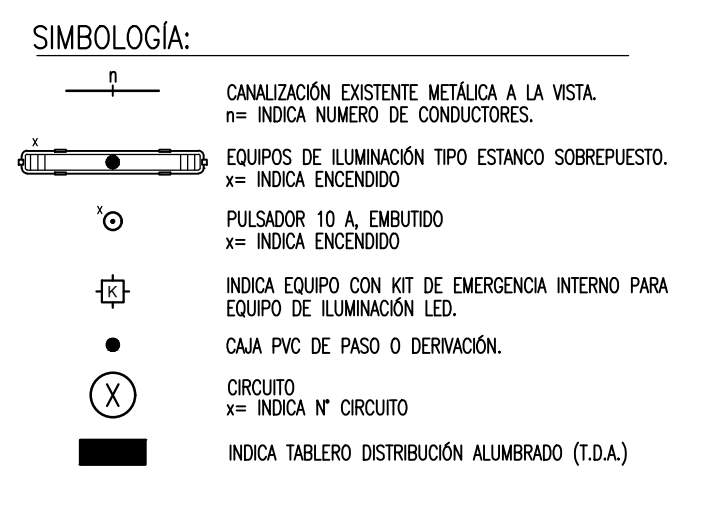 SIMBOLOGÍA:
n
CANALIZACIÓN EXISTENTE METÁLICA A LA VISTA.
n= INDICA NUMERO DE CONDUCTORES.
x
EQUIPOS DE ILUMINACIÓN TIPO ESTANCO SOBREPUESTO.
x= INDICA ENCENDIDO
x
PULSADOR 10 A, EMBUTIDO
x= INDICA ENCENDIDO
K
INDICA EQUIPO CON KIT DE EMERGENCIA INTERNO PARA
EQUIPO DE ILUMINACIÓN LED.
CAJA PVC DE PASO O DERIVACIÓN.
X
CIRCUITO
x= INDICA N° CIRCUITO
INDICA TABLERO DISTRIBUCIÓN ALUMBRADO (T.D.A.)